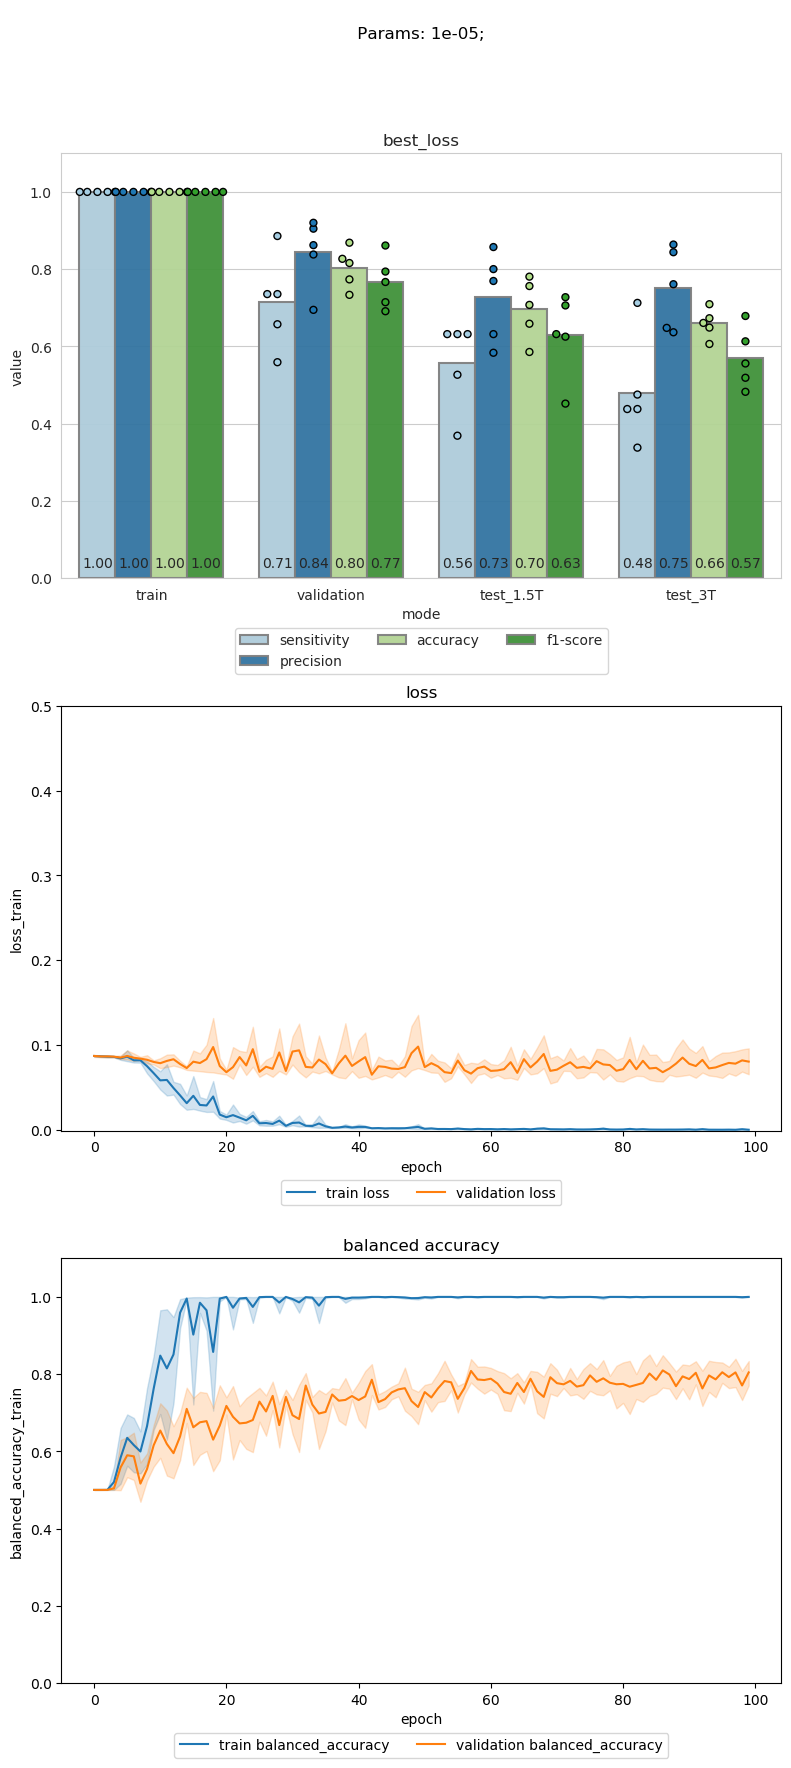 Params: 1e-05;
best_loss
value
1.0
0.8
0.6
0.4
0.2
0.0
1.00 1.00 1.00 1.00 0.71 0.84 0.80 0.77 0.56 0.73 0.70 0.63 0.48 0.75 0.66 0.57
train validation test_1.5T test_3T
mode
sensitivity accuracy f1-score
precision
loss
loss_train
0.5
0.4
0.3
0.2
0.1
0.0
0 20 40 60 80 100
epoch
train loss validation loss
balanced accuracy
balanced_accuracy_train
1.0
0.8
0.6
0.4
0.2
0.0
0 20 40 60 80 100
epoch
train balanced_accuracy validation balanced_accuracy